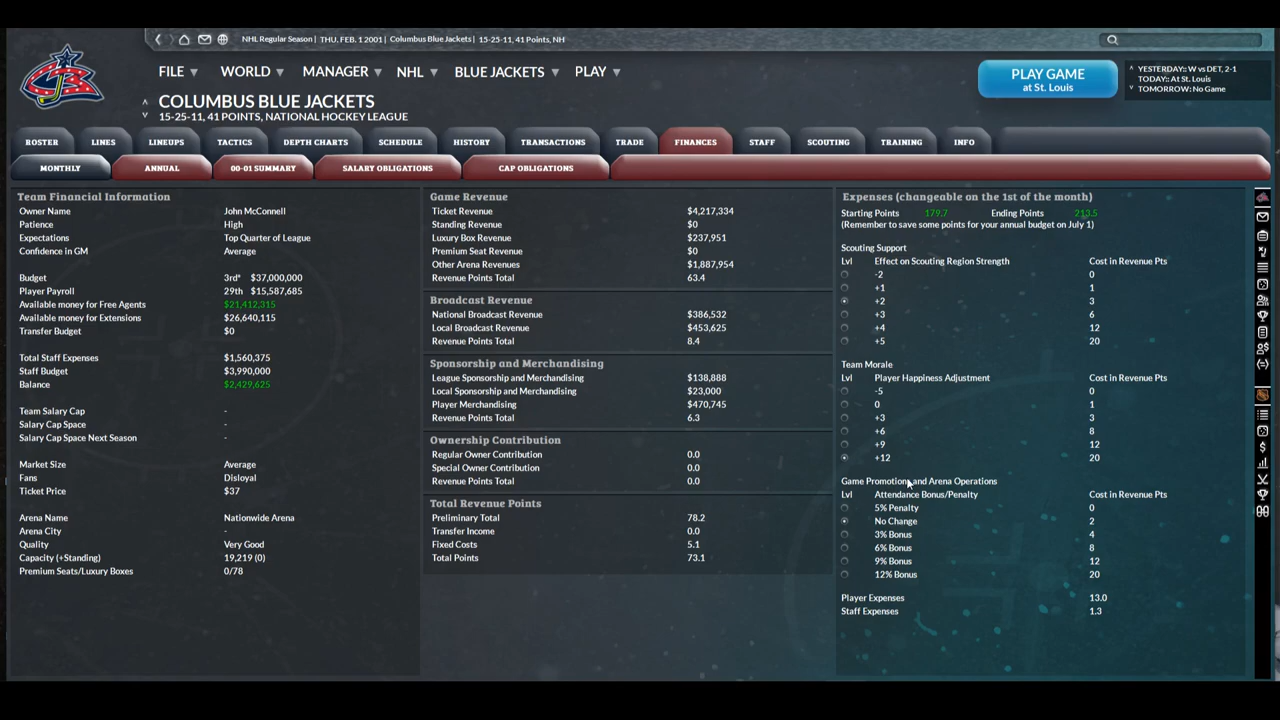 NHL Regular Season | THU. FEB. 1 2001 | Columbus Blue Jackets | 15-25-11, 41 Points, NH
FILE WORLD MANAGER NHL BLUE JACKETS PLAY
PLAY GAME
at St. Louis
YESTERDAY:: W vs DET, 2-1
TODAY:: At St. Louis
TOMORROW: No Game
COLUMBUS BLUE JACKETS
15-25-11, 41 POINTS, NATIONAL HOCKEY LEAGUE
ROSTER LINES LINEUPS TACTICS DEPTH CHARTS SCHEDULE HISTORY TRANSACTIONS TRADE FINANCES STAFF SCOUTING TRAINING INFO
MONTHLY ANNUAL 00-01 SUMMARY SALARY OBLIGATIONS CAP OBLIGATIONS
Team Financial Information
Owner Name John McConnell
Patience High
Expectations Top Quarter of League
Confidence in GM Average
Budget 3rd* $37,000,000
Player Payroll 29th $15,587,685
Available money for Free Agents $21,412,315
Available money for Extensions $26,640,115
Transfer Budget $0
Total Staff Expenses $1,560,375
Staff Budget $3,990,000
Balance $2,429,625
Team Salary Cap -
Salary Cap Space -
Salary Cap Space Next Season -
Market Size Average
Fans Disloyal
Ticket Price $37
Arena Name Nationwide Arena
Arena City -
Quality Very Good
Capacity (+Standing) 19,219 (0)
Premium Seats/Luxury Boxes 0/78
Game Revenue
Ticket Revenue $4,217,334
Standing Revenue $0
Luxury Box Revenue $237,951
Premium Seat Revenue $0
Other Arena Revenues $1,887,954
Revenue Points Total 63.4
Broadcast Revenue
National Broadcast Revenue $386,532
Local Broadcast Revenue $453,625
Revenue Points Total 8.4
Sponsorship and Merchandising
League Sponsorship and Merchandising $138,888
Local Sponsorship and Merchandising $23,000
Player Merchandising $470,745
Revenue Points Total 6.3
Ownership Contribution
Regular Owner Contribution 0.0
Special Owner Contribution 0.0
Revenue Points Total 0.0
Total Revenue Points
Preliminary Total 78.2
Transfer Income 0.0
Fixed Costs 5.1
Total Points 73.1
Expenses (changeable on the 1st of the month)
Starting Points 179.7 Ending Points 213.5
(Remember to save some points for your annual budget on July 1)
Scouting Support
Lvl Effect on Scouting Region Strength Cost in Revenue Pts
-2 0
+1 1
+2 3
+3 6
+4 12
+5 20
Team Morale
Lvl Player Happiness Adjustment Cost in Revenue Pts
-5 0
0 1
+3 3
+6 8
+9 12
+12 20
Game Promotion and Arena Operations
Lvl Attendance Bonus/Penalty Cost in Revenue Pts
5% Penalty 0
No Change 2
3% Bonus 4
6% Bonus 8
9% Bonus 12
12% Bonus 20
Player Expenses 13.0
Staff Expenses 1.3